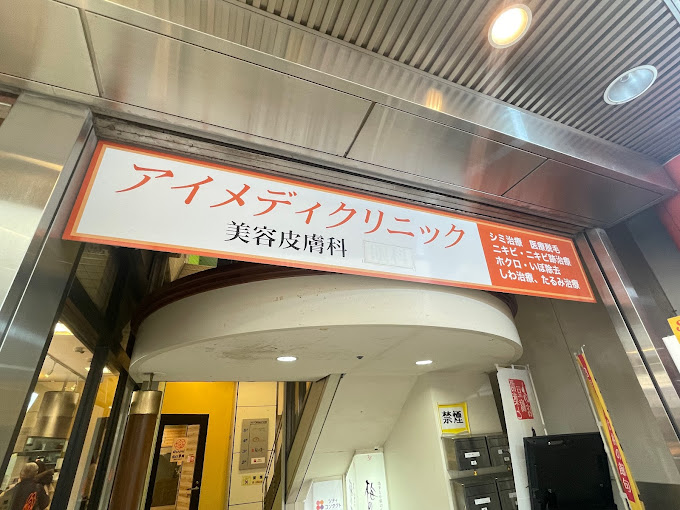 アイメディクリニック
美容皮膚科
シミ治療 医療脱毛
ニキビ・ニキビ跡治療
ホクロ・いぼ除去
しわ治療、たるみ治療
禁煙